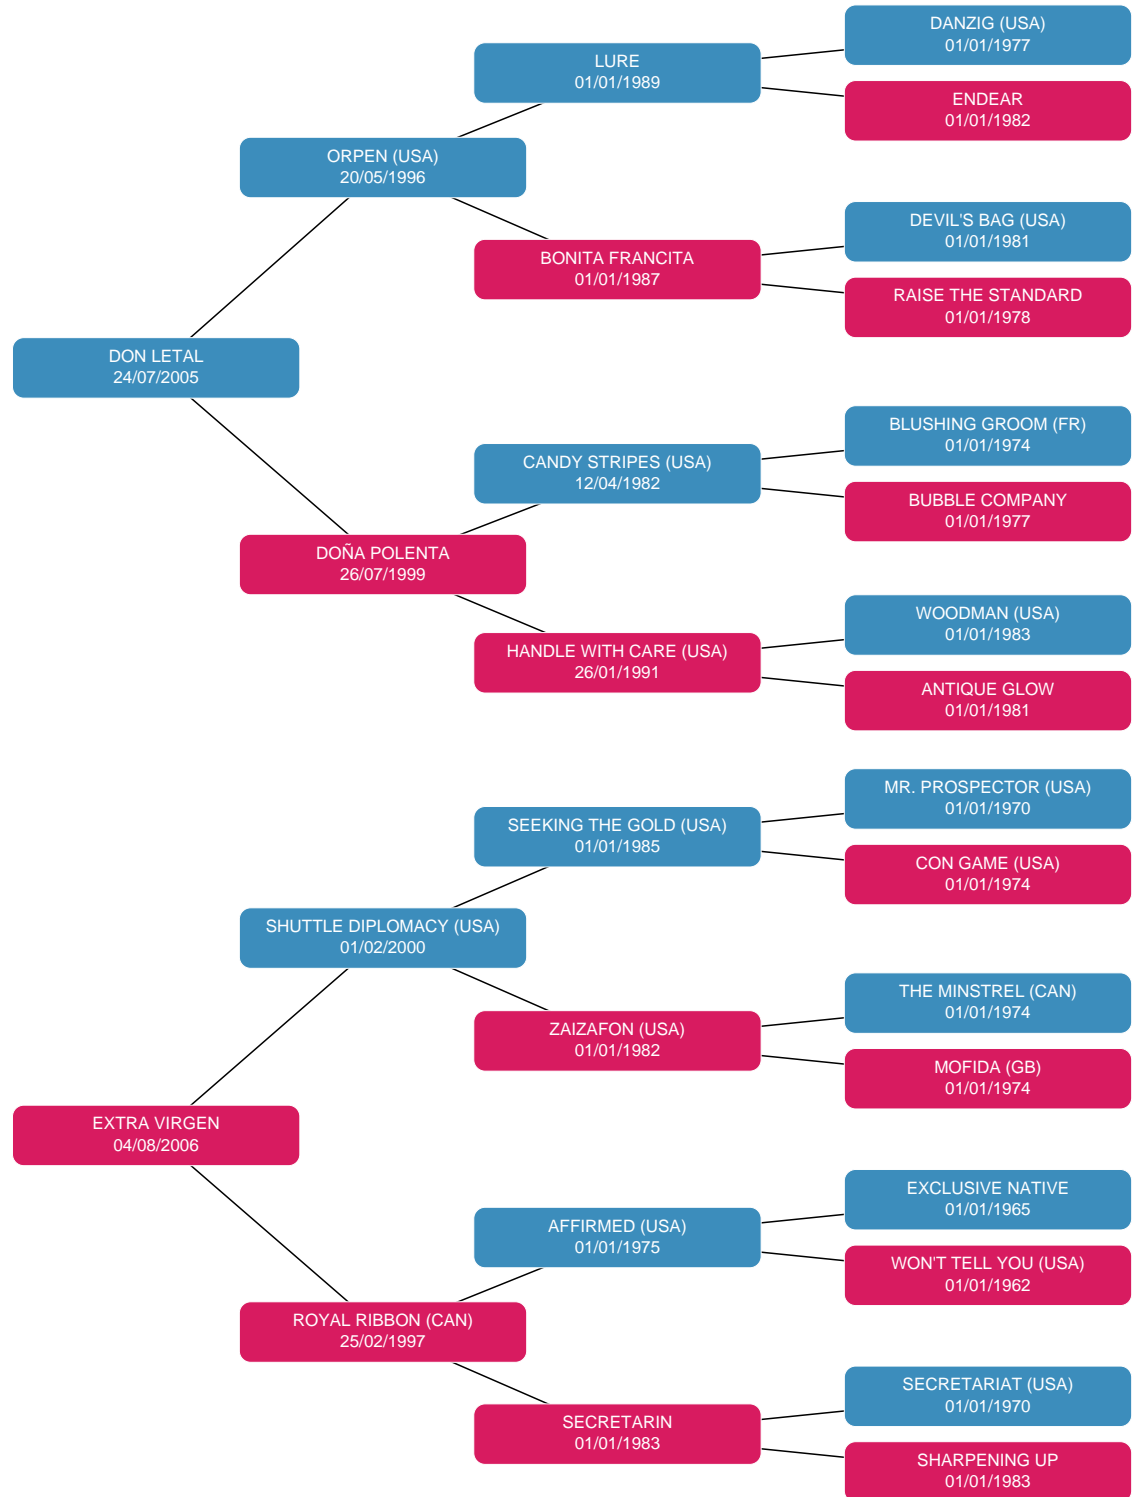 DANZIG (USA)
01/01/1977
LURE
01/01/1989
ENDEAR
01/01/1982
ORPEN (USA)
20/05/1996
DEVIL'S BAG (USA)
01/01/1981
BONITA FRANCITA
01/01/1987
RAISE THE STANDARD
01/01/1978
DON LETAL
24/07/2005
BLUSHING GROOM (FR)
01/01/1974
CANDY STRIPES (USA)
12/04/1982
BUBBLE COMPANY
01/01/1977
DOÑA POLENTA
26/07/1999
WOODMAN (USA)
01/01/1983
HANDLE WITH CARE (USA)
26/01/1991
ANTIQUE GLOW
01/01/1981
MR. PROSPECTOR (USA)
01/01/1970
SEEKING THE GOLD (USA)
01/01/1985
CON GAME (USA)
01/01/1974
SHUTTLE DIPLOMACY (USA)
01/02/2000
THE MINSTREL (CAN)
01/01/1974
ZAIZAFON (USA)
01/01/1982
MOFIDA (GB)
01/01/1974
EXTRA VIRGEN
04/08/2006
EXCLUSIVE NATIVE
01/01/1965
AFFIRMED (USA)
01/01/1975
WON'T TELL YOU (USA)
01/01/1962
ROYAL RIBBON (CAN)
25/02/1997
SECRETARIAT (USA)
01/01/1970
SECRETARIN
01/01/1983
SHARPENING UP
01/01/1983